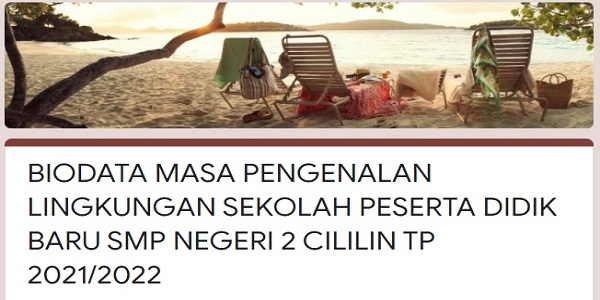 BIODATA MASA PENGENALAN
LINGKUNGAN SEKOLAH PESERTA DIDIK
BARU SMP NEGERI 2 CILILIN TP
2021/2022